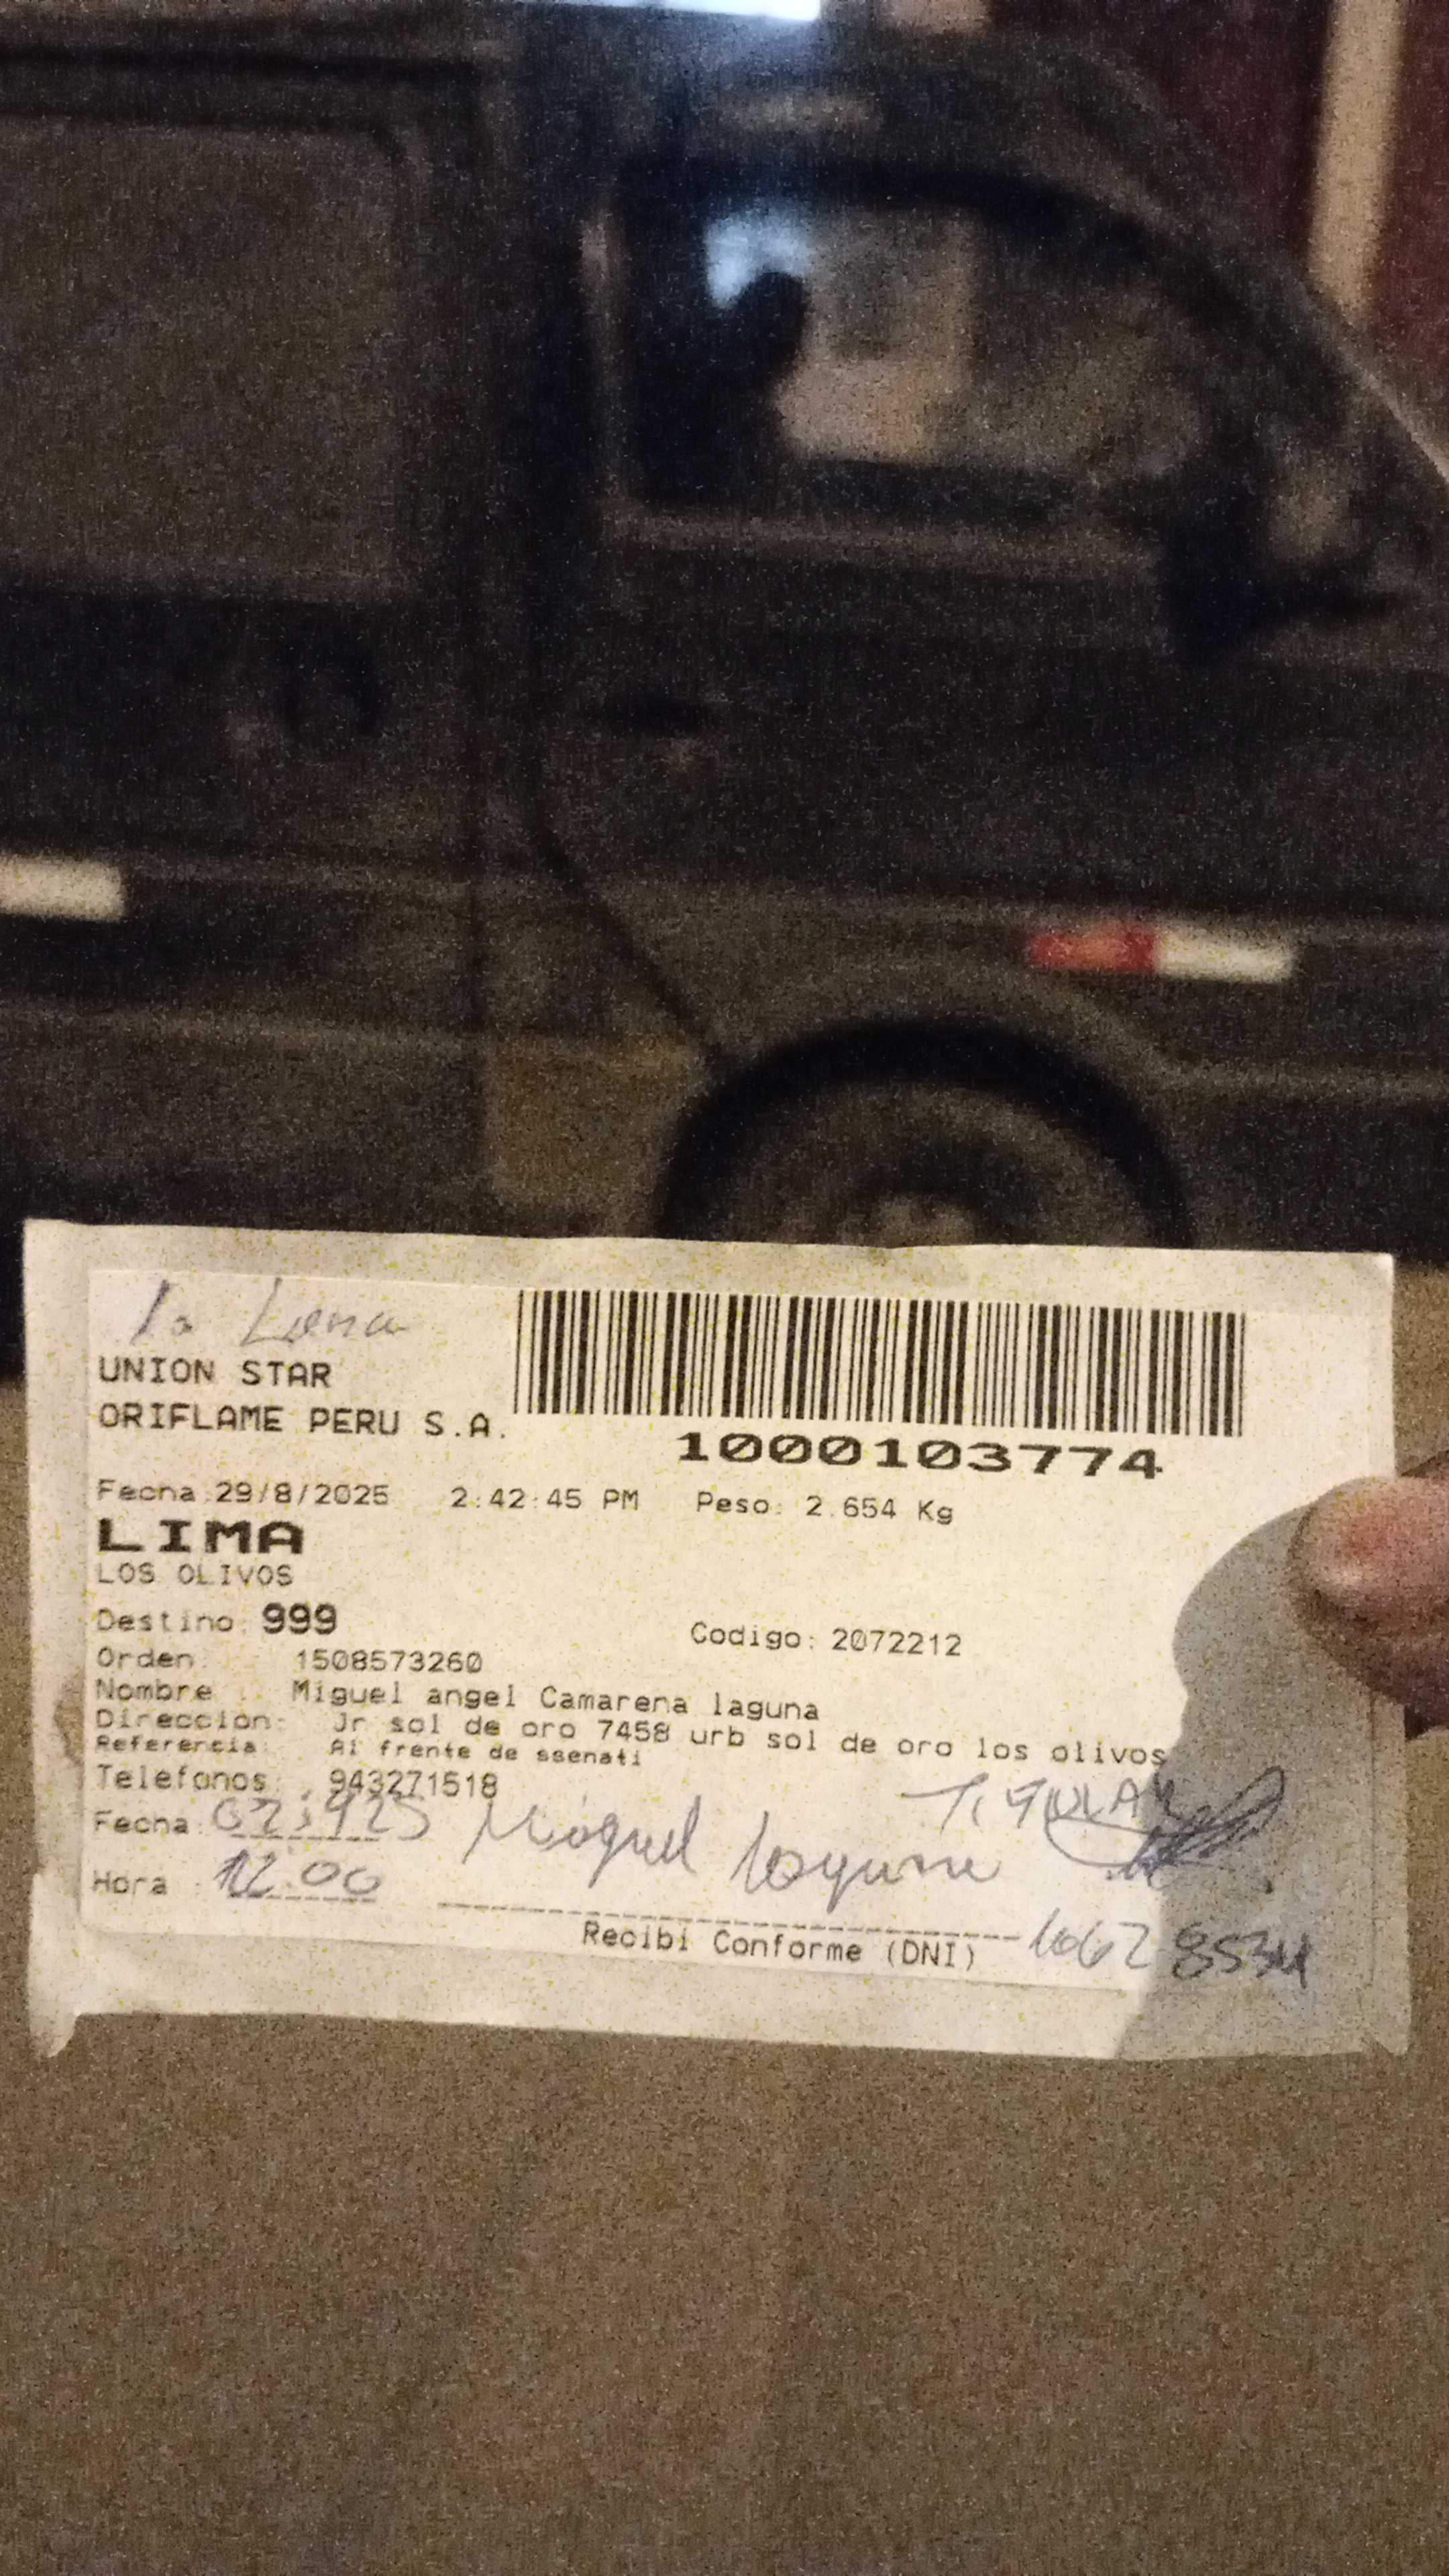 UNION STAR
ORIFLAME PERU S.A.
1000103774
Fecha 29/8/2025 2:42:45 PM Peso: 2.654 Kg
LIMA
LOS OLIVOS
Destino: 999
Codigo: 2072212
Orden: 1508573260
Nombre : Miguel angel Camarena laguna
Direccion: Jr sol de oro 7458 urb sol de oro los olivos
Referencia: Al frente de ssenati
Telefonos: 943271518
TITULAR
Fecha: Miguel
Hora : 12:00
Recibi Conforme (DNI)